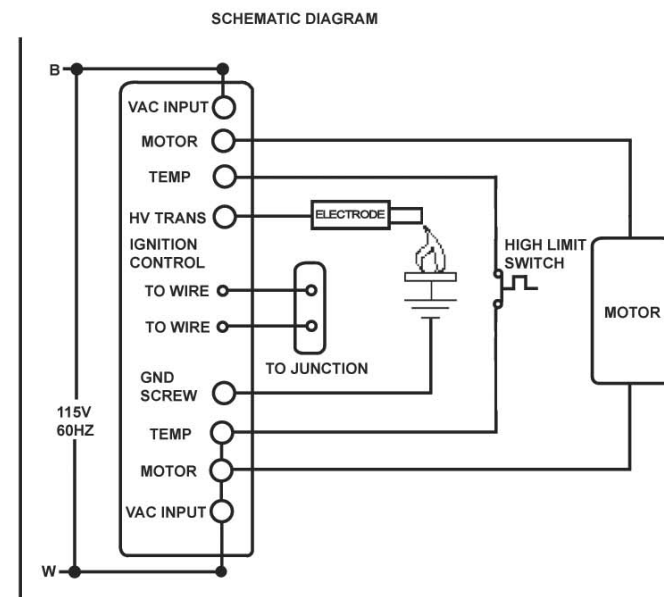 SCHEMATIC DIAGRAM
B
VAC INPUT
MOTOR
TEMP
HV TRANS
ELECTRODE
IGNITION
CONTROL
HIGH LIMIT
SWITCH
TO WIRE
MOTOR
TO WIRE
TO JUNCTION
GND
SCREW
115V
60HZ
TEMP
MOTOR
VAC INPUT
W